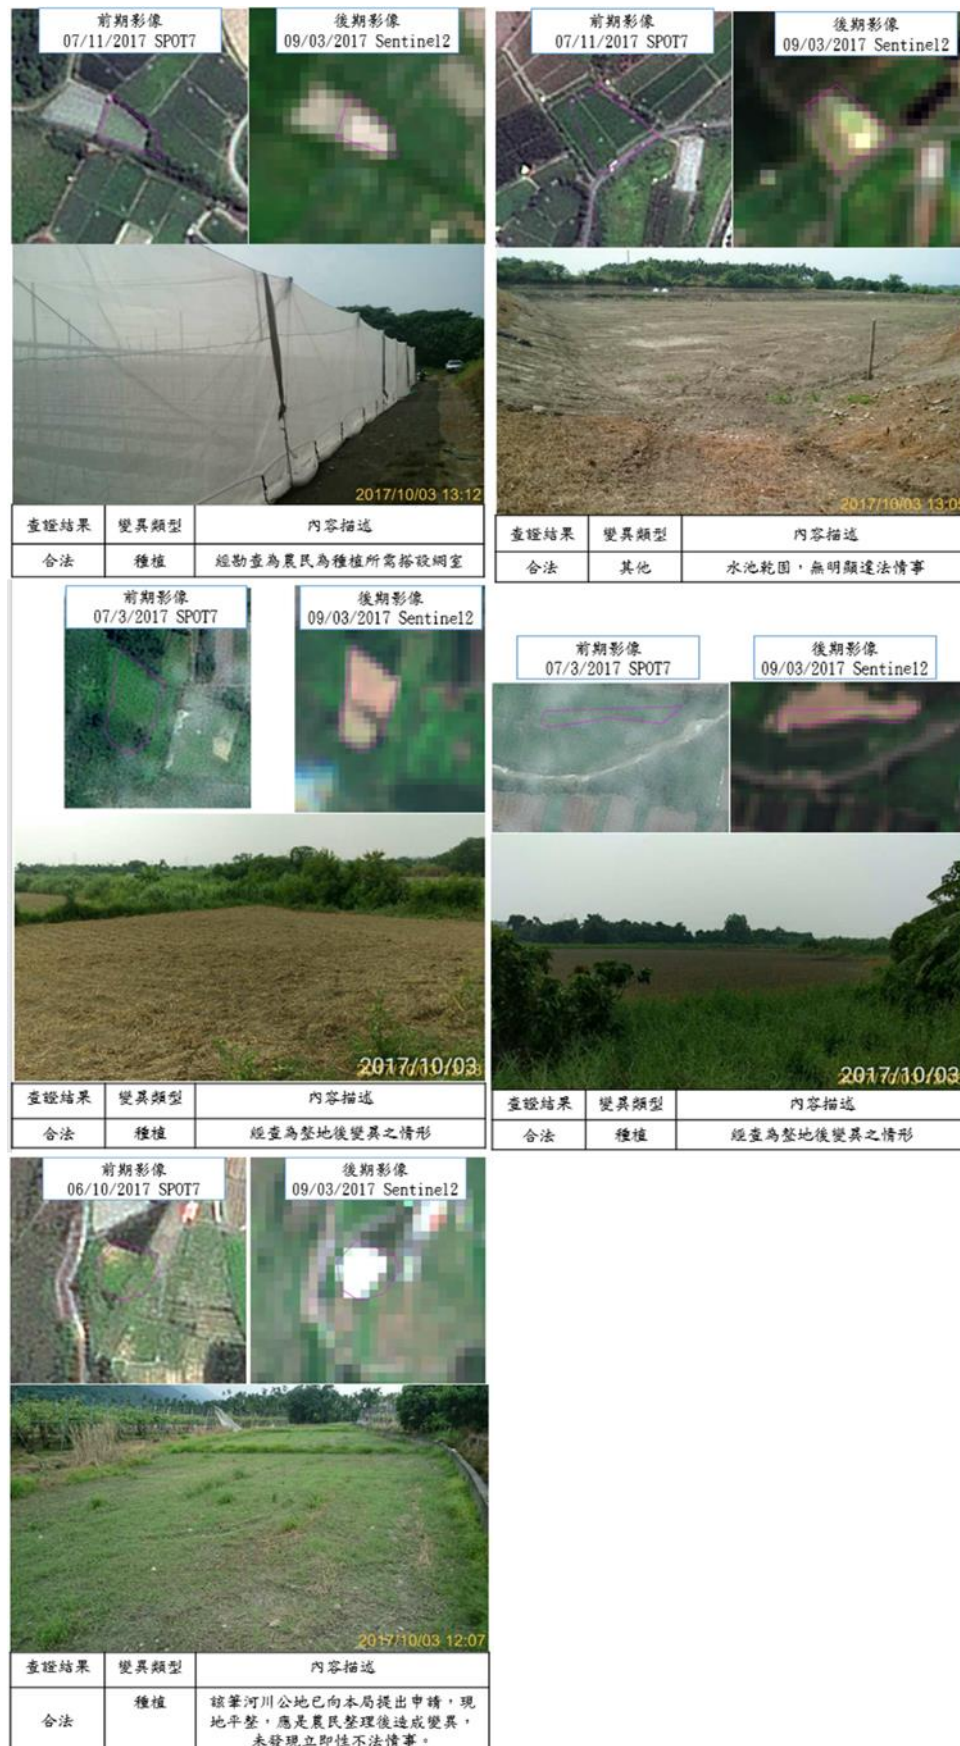 前期影像
07/11/2017 SPOT7
後期影像
09/03/2017 Sentinel2
2017/10/03 13:12
查證結果 變異類型 內容描述
合法 種植 經勘查為農民為種植所需搭設網室
前期影像
07/11/2017 SPOT7
後期影像
09/03/2017 Sentinel2
2017/10/03 13:05
查證結果 變異類型 內容描述
合法 其他 水池乾固,無明顯違法情事
前期影像
07/3/2017 SPOT7
後期影像
09/03/2017 Sentinel2
2017/10/03
查證結果 變異類型 內容描述
合法 種植 經查為整地後變異之情形
前期影像
07/3/2017 SPOT7
後期影像
09/03/2017 Sentinel2
2017/10/03
查證結果 變異類型 內容描述
合法 種植 經查為整地後變異之情形
前期影像
06/10/2017 SPOT7
後期影像
09/03/2017 Sentinel2
2017/10/03 12:07
查證結果 變異類型 內容描述
合法 種植 該筆河川公地已向本局提出申請,現
地平整,應是農民整理後造成變異,
未發現立即性不法情事。